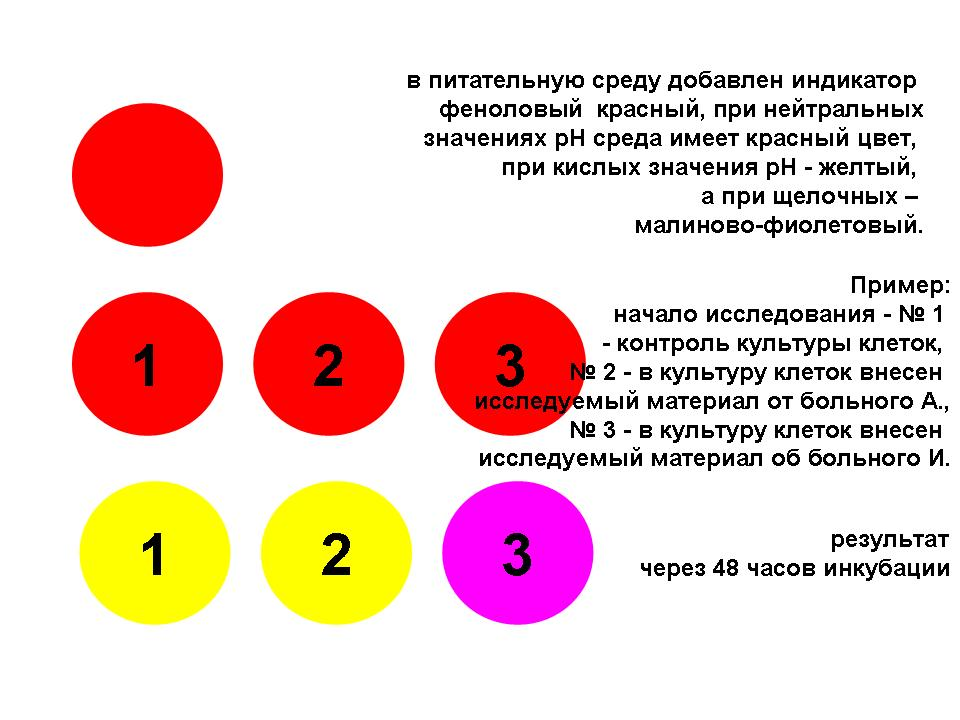 в питательную среду добавлен индикатор
феноловый красный, при нейтральных
значениях рН среда имеет красный цвет,
при кислых значения рН - желтый,
а при щелочных –
малиново-фиолетовый.
Пример:
начало исследования - № 1
- контроль культуры клеток,
№ 2 - в культуру клеток внесен
исследуемый материал от больного А.,
№ 3 - в культуру клеток внесен
исследуемый материал об больного И.
1 2 3
результат
через 48 часов инкубации
1 2 3